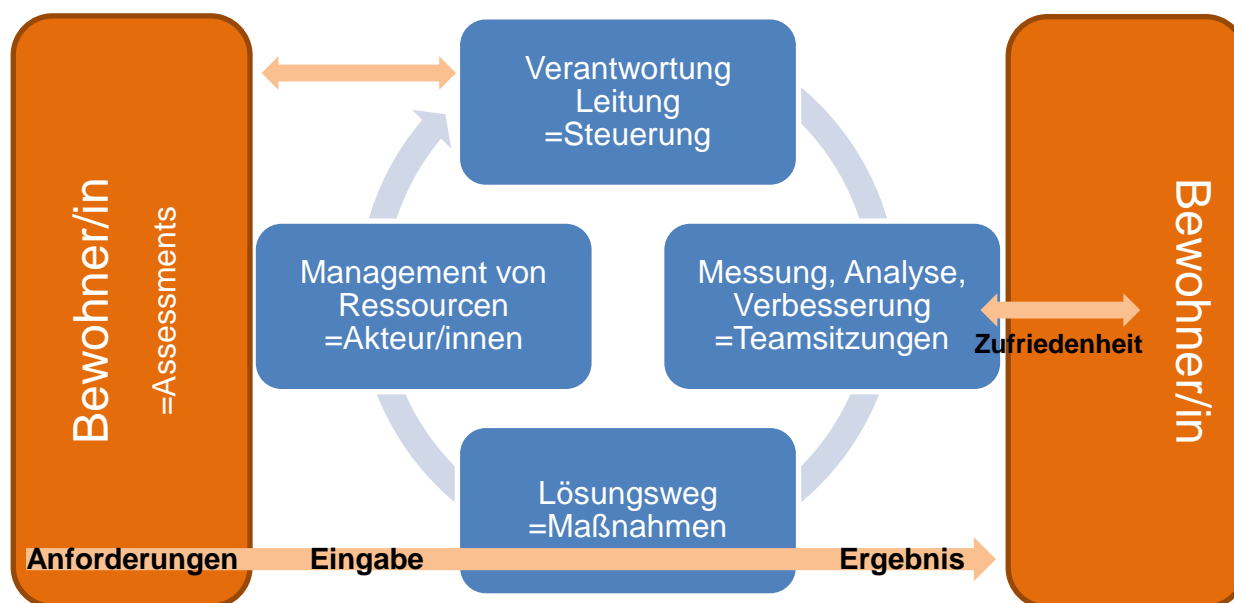 Bewohner/in
=Assessments
Verantwortung
Leitung
=Steuerung
Management von
Ressourcen
=Akteur/innen
Messung, Analyse,
Verbesserung
=Teamsitzungen
Zufriedenheit
Bewohner/in
Lösungsweg
=Maßnahmen
Anforderungen
Eingabe
Ergebnis